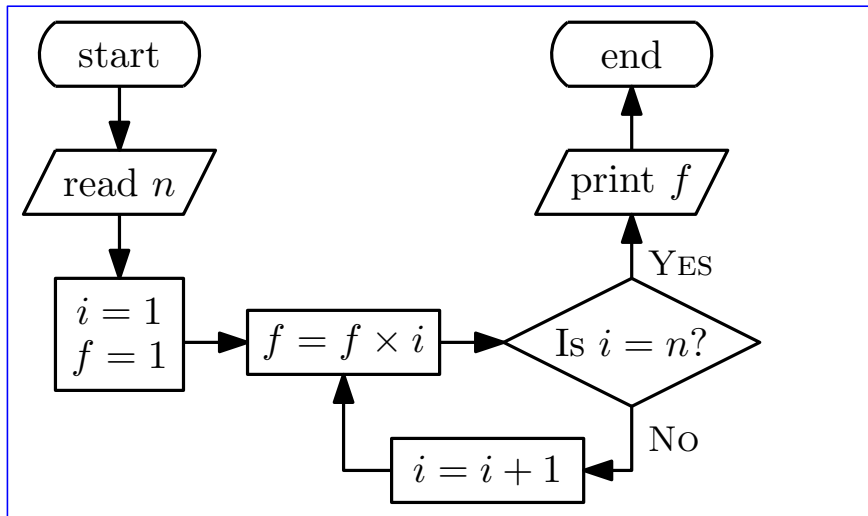 start
end
read n
print f
YES
i = 1
f = 1
f = f × i
Is i = n?
NO
i = i + 1